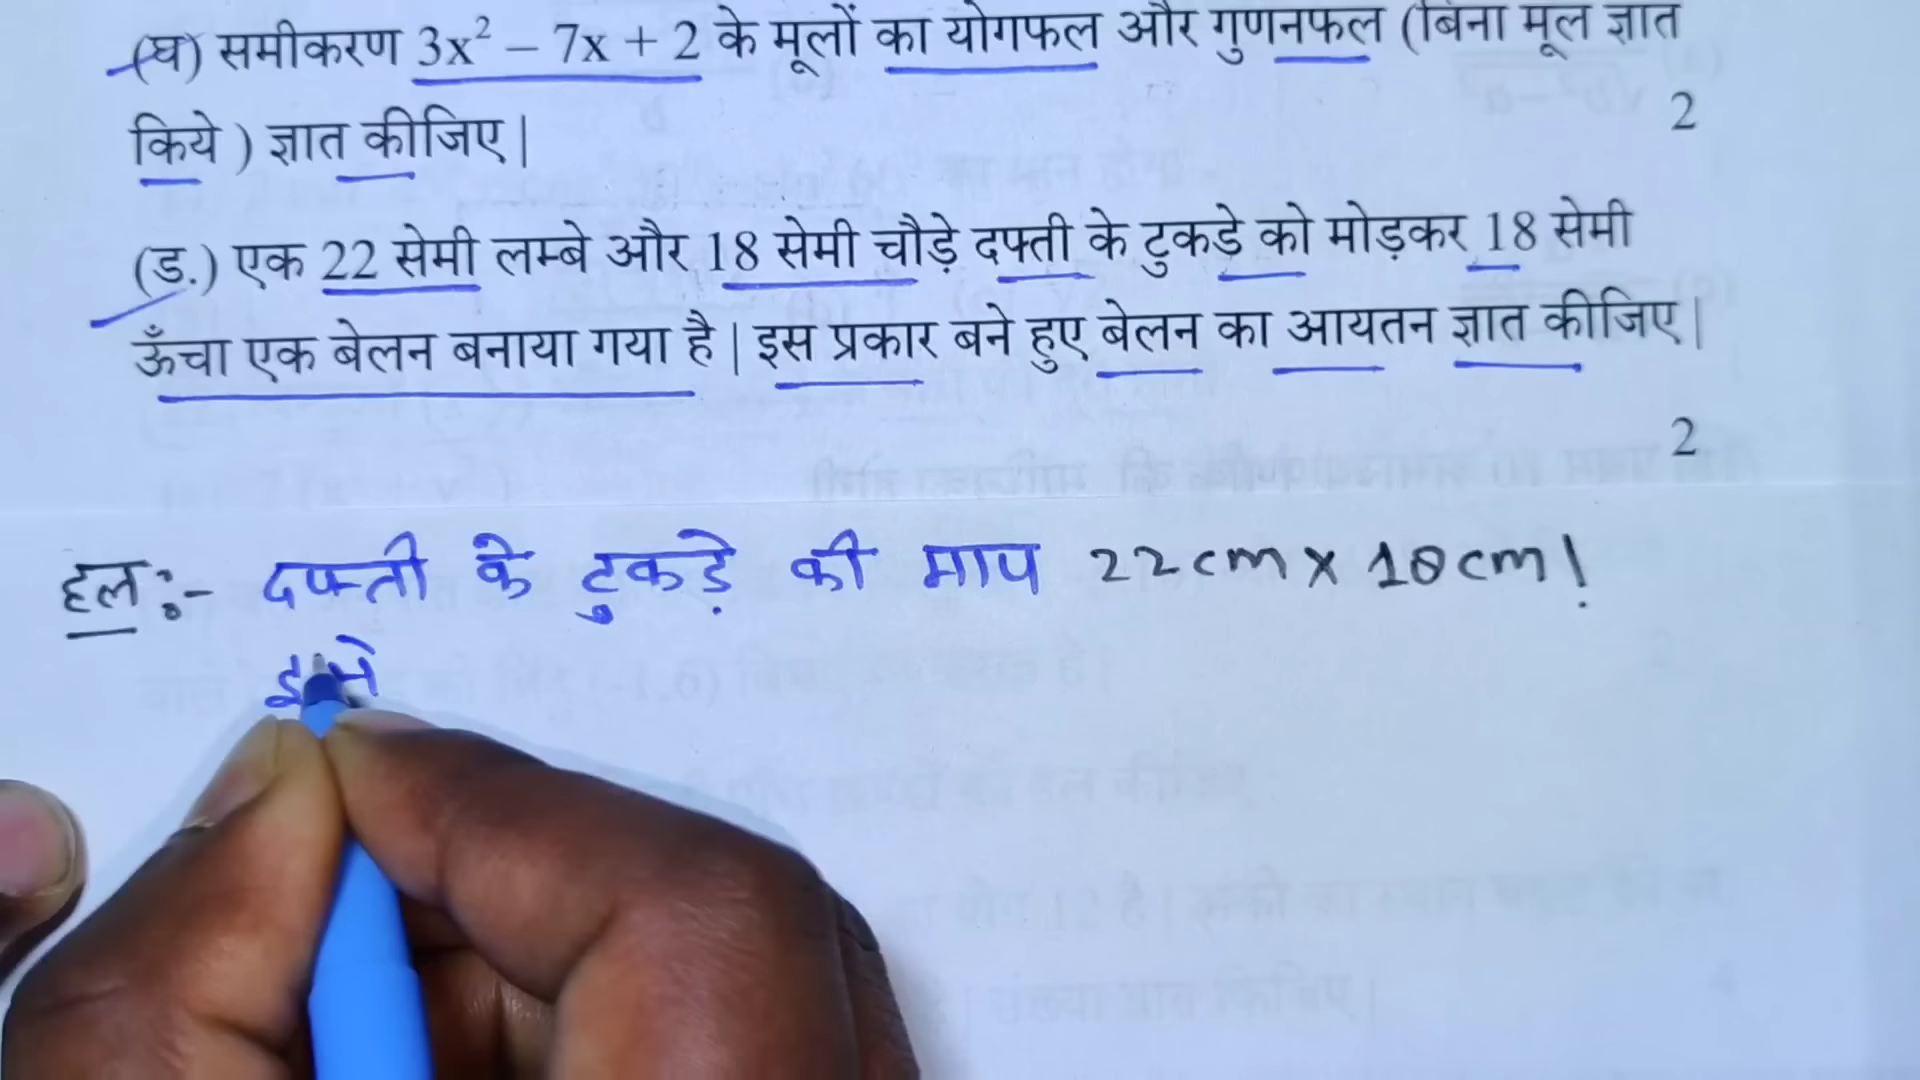 (घ) समीकरण 3x² – 7x + 2 के मूलों का योगफल और गुणनफल (बिना मूल ज्ञात
किये ) ज्ञात कीजिए|
2
(ड.) एक 22 सेमी लम्बे और 18 सेमी चौड़े दफ्ती के टुकड़े को मोड़कर 18 सेमी
ऊँचा एक बेलन बनाया गया है | इस प्रकार बने हुए बेलन का आयतन ज्ञात कीजिए|
2
हल:- दफ्ती के टुकड़े की माप 22cm × 18cm!